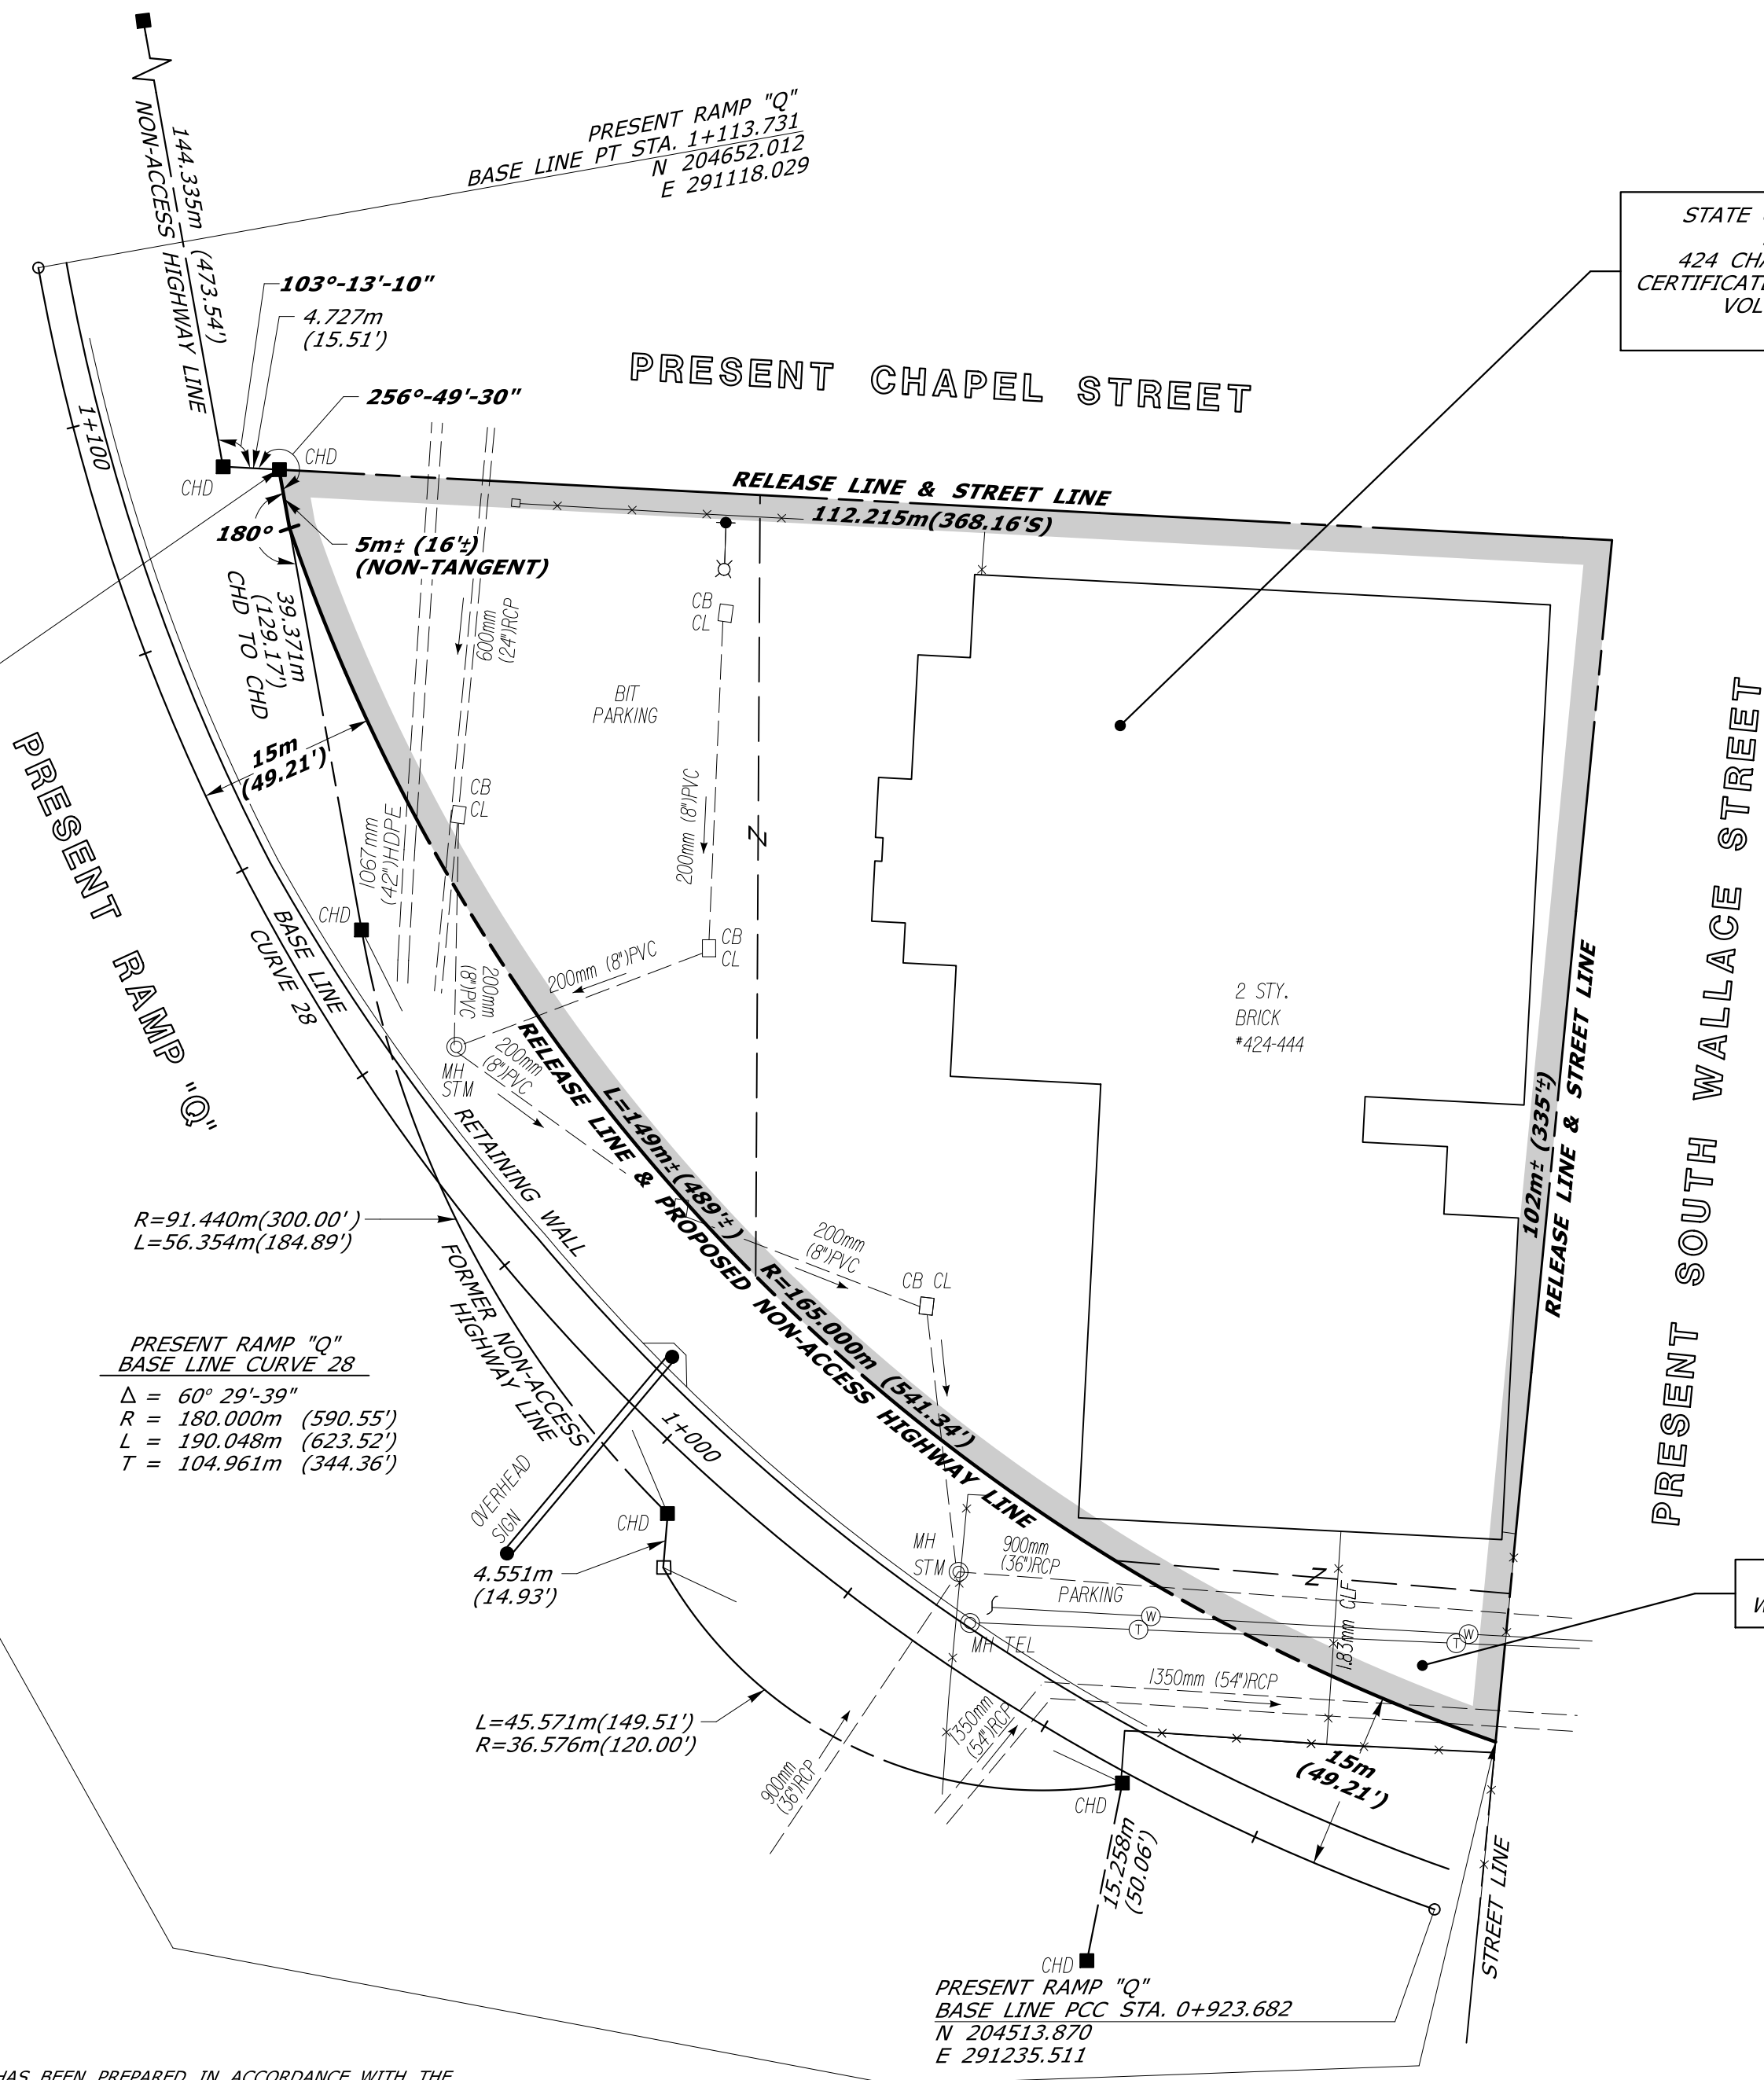 PRESENT RAMP "Q"
BASE LINE PT STA. 1+113.731
N 204652.012
E 291118.029
144.335m (473.54')
NON-ACCESS HIGHWAY LINE
STATE
424 CHA
CERTIFICATE
VOL
103°-13'-10"
4.727m
(15.51')
256°-49'-30"
CHD
CHD
PRESENT CHAPEL STREET
RELEASE LINE & STREET LINE
112.215m(368.16'S)
1+100
180°
5m± (16'±)
(NON-TANGENT)
39.371m
(129.17')
CHD TO CHD
600mm
(24")RCP
CB
CL
BIT
PARKING
15m
(49.21')
PRESENT RAMP "Q"
CB
CL
1067mm
(42")HDPE
200mm (8")PVC
Z
CHD
BASE LINE
CURVE 28
CB
CL
200mm (8")PVC
200mm
(8")PVC
2 STY.
BRICK
#424-444
MH
STM
200mm
(8")PVC
PRESENT SOUTH WALLACE STREET
102m± (335'±)
RELEASE LINE & STREET LINE
RETAINING WALL
L=149m±(489'±)
R=165.000m (541.34')
RELEASE LINE & PROPOSED NON-ACCESS HIGHWAY LINE
R=91.440m(300.00')
L=56.354m(184.89')
FORMER NON-ACCESS
HIGHWAY LINE
200mm
(8")PVC
CB CL
PRESENT RAMP "Q"
BASE LINE CURVE 28
Δ = 60° 29'-39"
R = 180.000m (590.55')
L = 190.048m (623.52')
T = 104.961m (344.36')
1+000
OVERHEAD
SIGN
CHD
4.551m
(14.93')
MH
STM
900mm
(36")RCP
PARKING
Z
W
T
W
T
MH TEL
1.83mm CLF
W
1350mm (54")RCP
L=45.571m(149.51')
R=36.576m(120.00')
1350mm
(54")RCP
900mm
(36")RCP
15m
(49.21')
CHD
15.258m
(50.06')
STREET LINE
CHD
PRESENT RAMP "Q"
BASE LINE PCC STA. 0+923.682
N 204513.870
E 291235.511
HAS BEEN PREPARED IN ACCORDANCE WITH THE